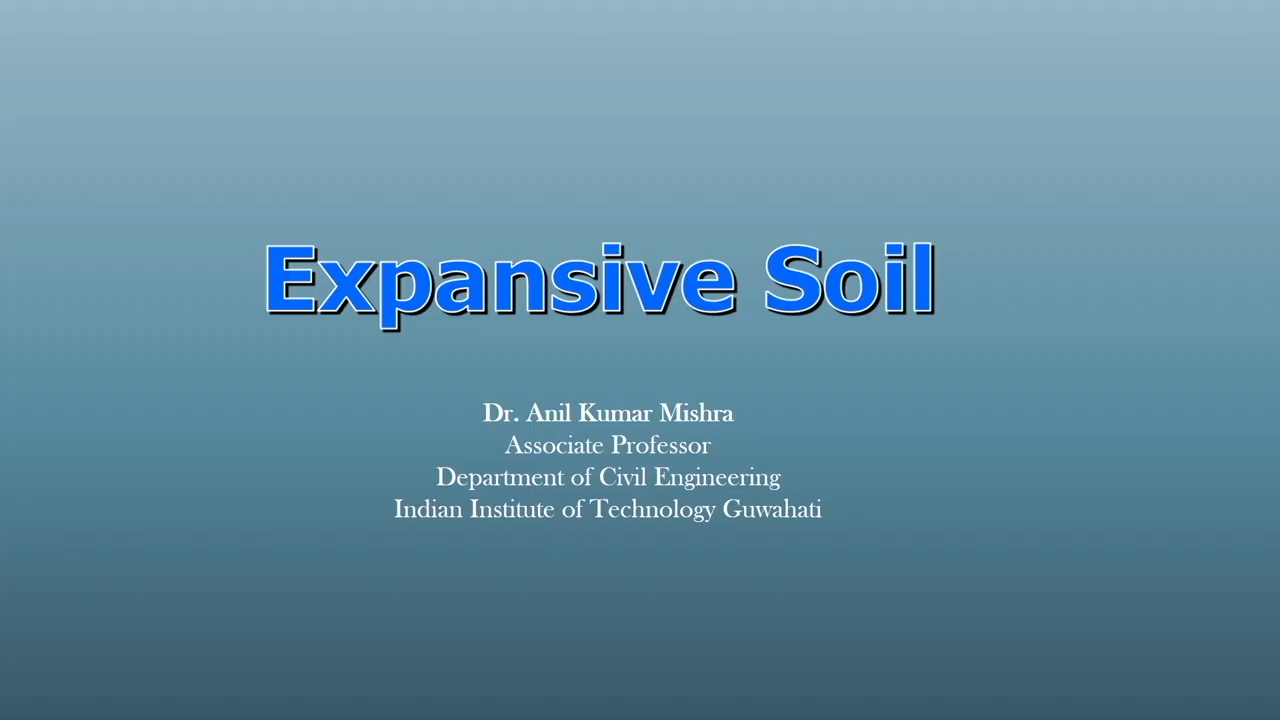 Expansive Soil
Dr. Anil Kumar Mishra
Associate Professor
Department of Civil Engineering
Indian Institute of Technology Guwahati